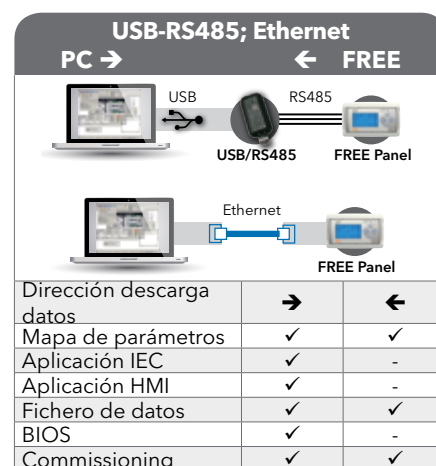 USB-RS485; Ethernet
PC → ← FREE
USB
RS485
USB/RS485
FREE Panel
Ethernet
FREE Panel
Dirección descarga
datos → ←
Mapa de parámetros ✓ ✓
Aplicación IEC ✓ -
Aplicación HMI ✓ -
Fichero de datos ✓ ✓
BIOS ✓ -
Commissioning ✓ ✓